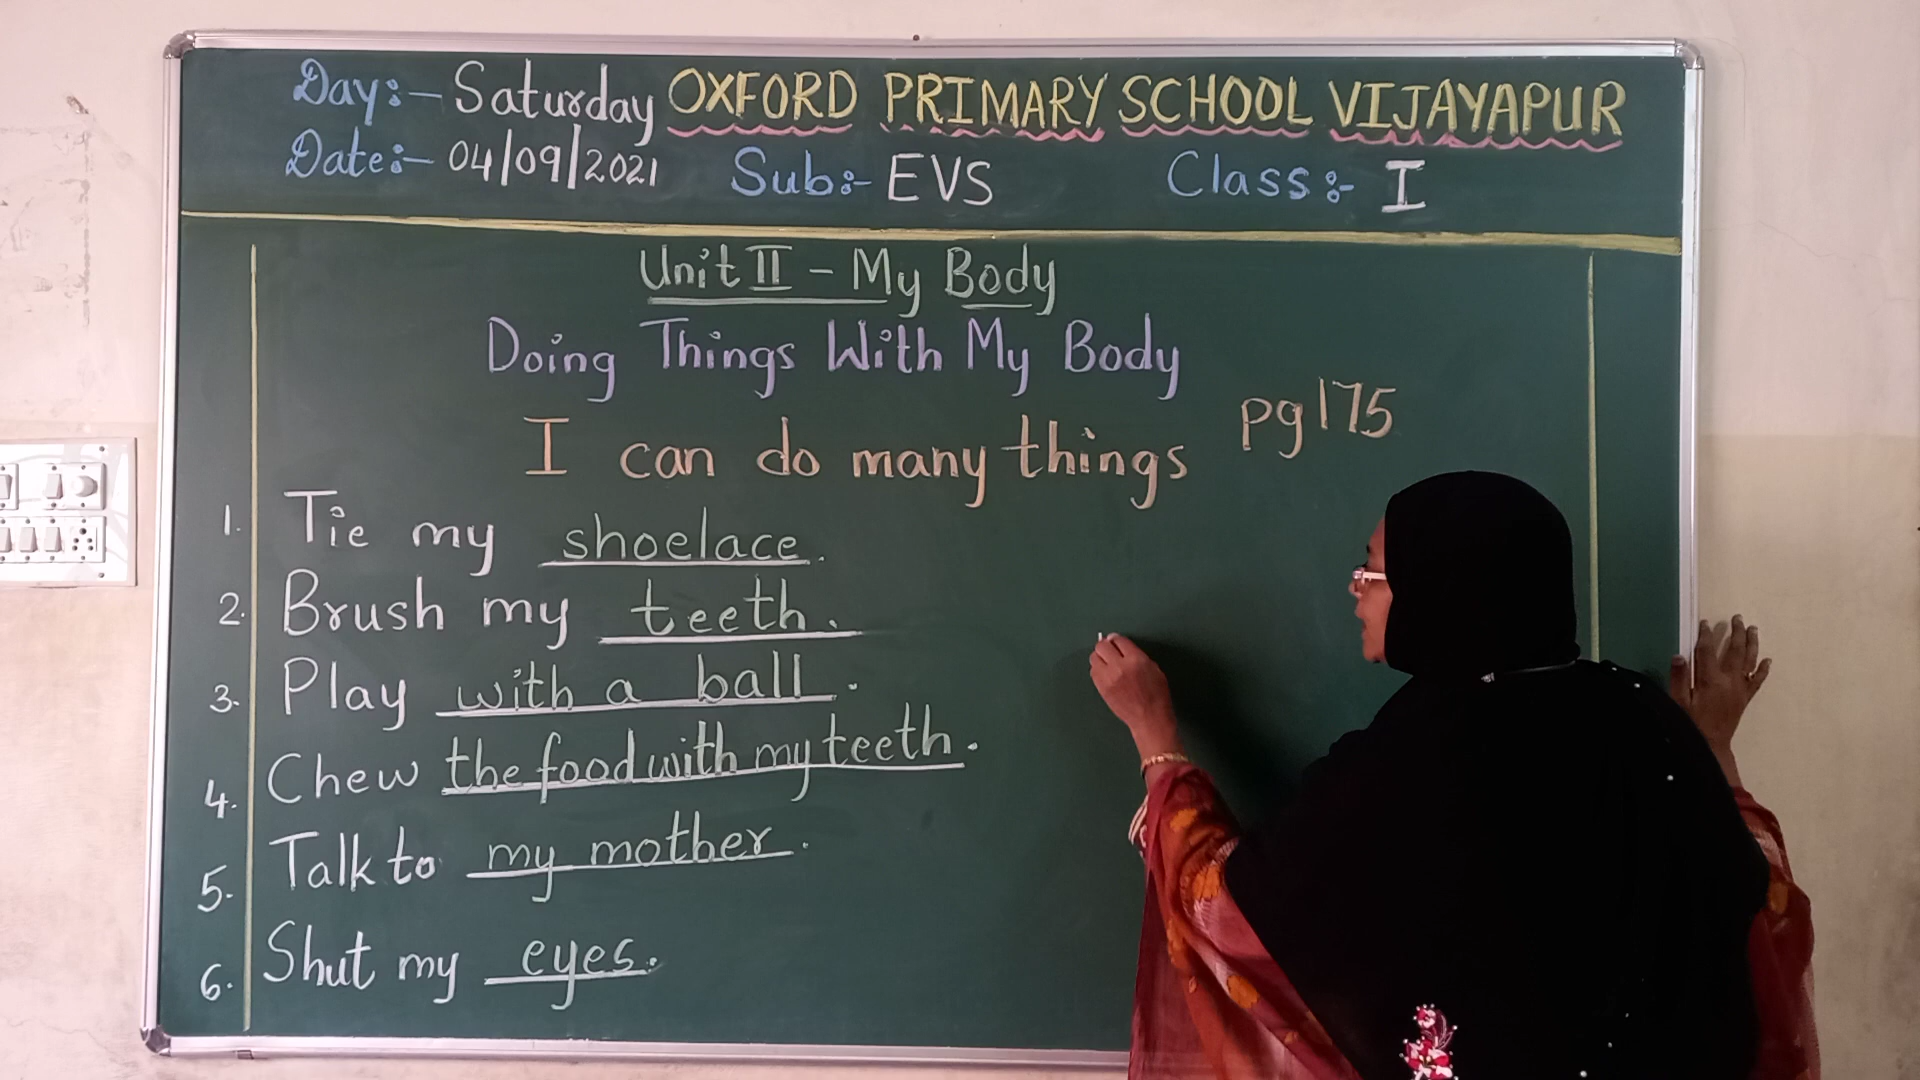 Day:- Saturday OXFORD PRIMARY SCHOOL VIJAYAPUR
Date:- 04/09/2021 Sub:- EVS Class:- I
Unit II - My Body
Doing Things With My Body
I can do many things pg 175
1. Tie my shoelace.
2. Brush my teeth.
3. Play with a ball.
4. Chew the food with my teeth.
5. Talk to my mother.
6. Shut my eyes.